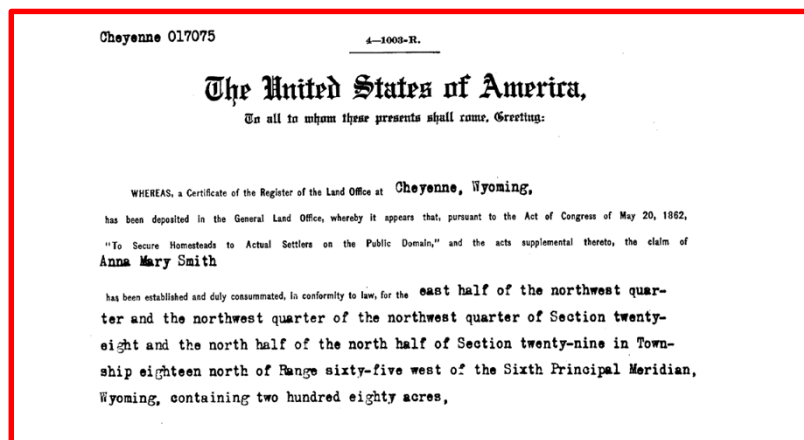 Cheyenne 017075
4—1003-R.
The United States of America,
To all to whom these presents shall come, Greeting:
WHEREAS, a Certificate of the Register of the Land Office at Cheyenne, Wyoming,
has been deposited in the General Land Office, whereby it appears that, pursuant to the Act of Congress of May 20, 1862,
"To Secure Homesteads to Actual Settlers on the Public Domain," and the acts supplemental thereto, the claim of
Anna Mary Smith
has been established and duly consummated, in conformity to law, for the east half of the northwest quar-
ter and the northwest quarter of the northwest quarter of Section twenty-
eight and the north half of the north half of Section twenty-nine in Town-
ship eighteen north of Range sixty-five west of the Sixth Principal Meridian,
Wyoming, containing two hundred eighty acres,